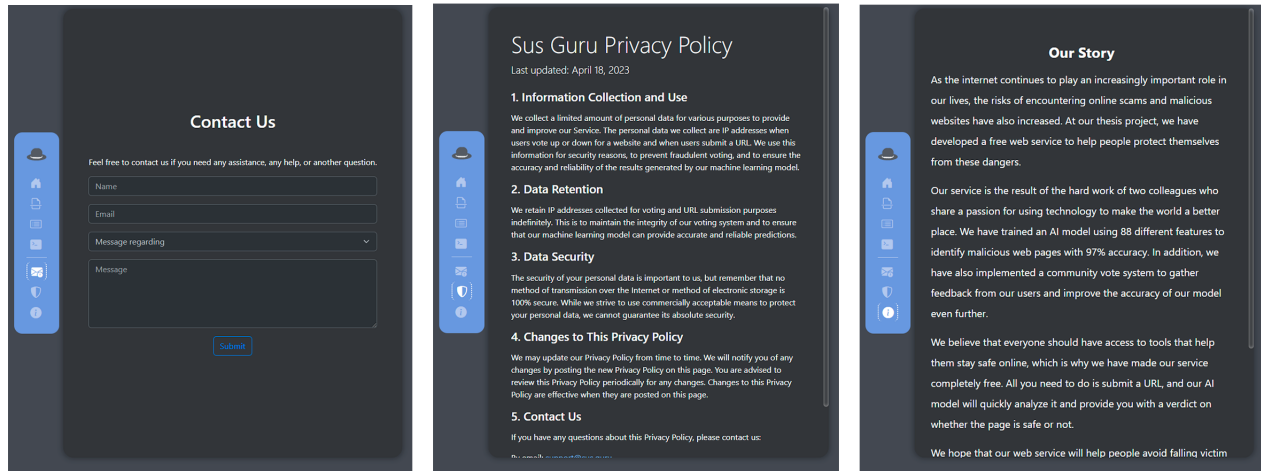 Contact Us
Feel free to contact us if you need any assistance, any help, or another question.
Name
Email
Message regarding
Message
Submit
Sus Guru Privacy Policy
Last updated: April 18, 2023
1. Information Collection and Use
We collect a limited amount of personal data for various purposes to provide
and improve our Service. The personal data we collect are IP addresses when
users vote up or down for a website and when users submit a URL. We use this
information for security reasons, to prevent fraudulent voting, and to ensure the
accuracy and reliability of the results generated by our machine learning model.
2. Data Retention
We retain IP addresses collected for voting and URL submission purposes
indefinitely. This is to maintain the integrity of our voting system and to ensure
that our machine learning model can provide accurate and reliable predictions.
3. Data Security
The security of your personal data is important to us, but remember that no
method of transmission over the Internet or method of electronic storage is
100% secure. While we strive to use commercially acceptable means to protect
your personal data, we cannot guarantee its absolute security.
4. Changes to This Privacy Policy
We may update our Privacy Policy from time to time. We will notify you of any
changes by posting the new Privacy Policy on this page. You are advised to
review this Privacy Policy periodically for any changes. Changes to this Privacy
Policy are effective when they are posted on this page.
5. Contact Us
If you have any questions about this Privacy Policy, please contact us:
By email: support@sus.guru
Our Story
As the internet continues to play an increasingly important role in
our lives, the risks of encountering online scams and malicious
websites have also increased. At our thesis project, we have
developed a free web service to help people protect themselves
from these dangers.
Our service is the result of the hard work of two colleagues who
share a passion for using technology to make the world a better
place. We have trained an AI model using 88 different features to
identify malicious web pages with 97% accuracy. In addition, we
have also implemented a community vote system to gather
feedback from our users and improve the accuracy of our model
even further.
We believe that everyone should have access to tools that help
them stay safe online, which is why we have made our service
completely free. All you need to do is submit a URL, and our AI
model will quickly analyze it and provide you with a verdict on
whether the page is safe or not.
We hope that our web service will help people avoid falling victim